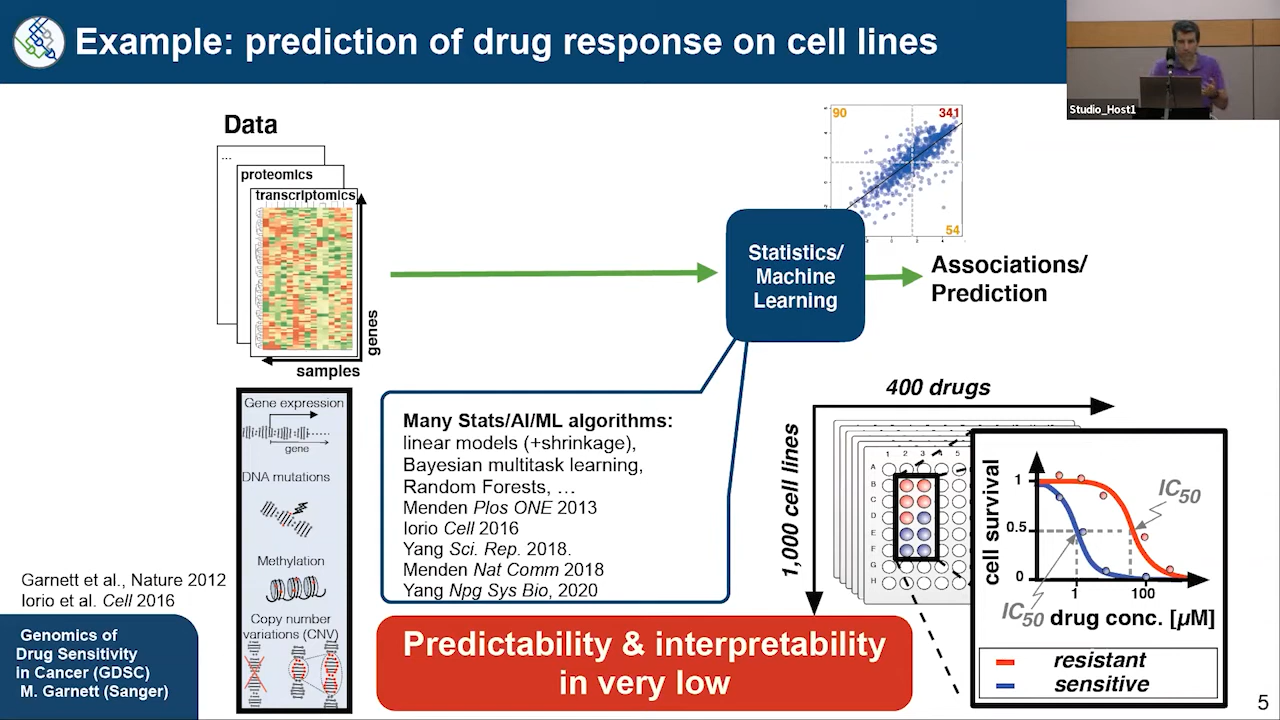 Example: prediction of drug response on cell lines
Studio_Host1
Data
...
proteomics
transcriptomics
genes
samples
90
341
54
Statistics/
Machine
Learning
Associations/
Prediction
Gene expression
gene
DNA mutations
Methylation
Copy number
variations (CNV)
Many Stats/AI/ML algorithms:
linear models (+shrinkage),
Bayesian multitask learning,
Random Forests, …
Menden Plos ONE 2013
Iorio Cell 2016
Yang Sci. Rep. 2018.
Menden Nat Comm 2018
Yang Npg Sys Bio, 2020
400 drugs
1,000 cell lines
1 2 3 4 5
A
B
C
D
E
F
G
H
cell survival
1
0.5
0
IC50
IC50
1
100
drug conc. [µM]
resistant
sensitive
Garnett et al., Nature 2012
Iorio et al. Cell 2016
Genomics of
Drug Sensitivity
in Cancer (GDSC)
M. Garnett (Sanger)
Predictability & interpretability
in very low
5